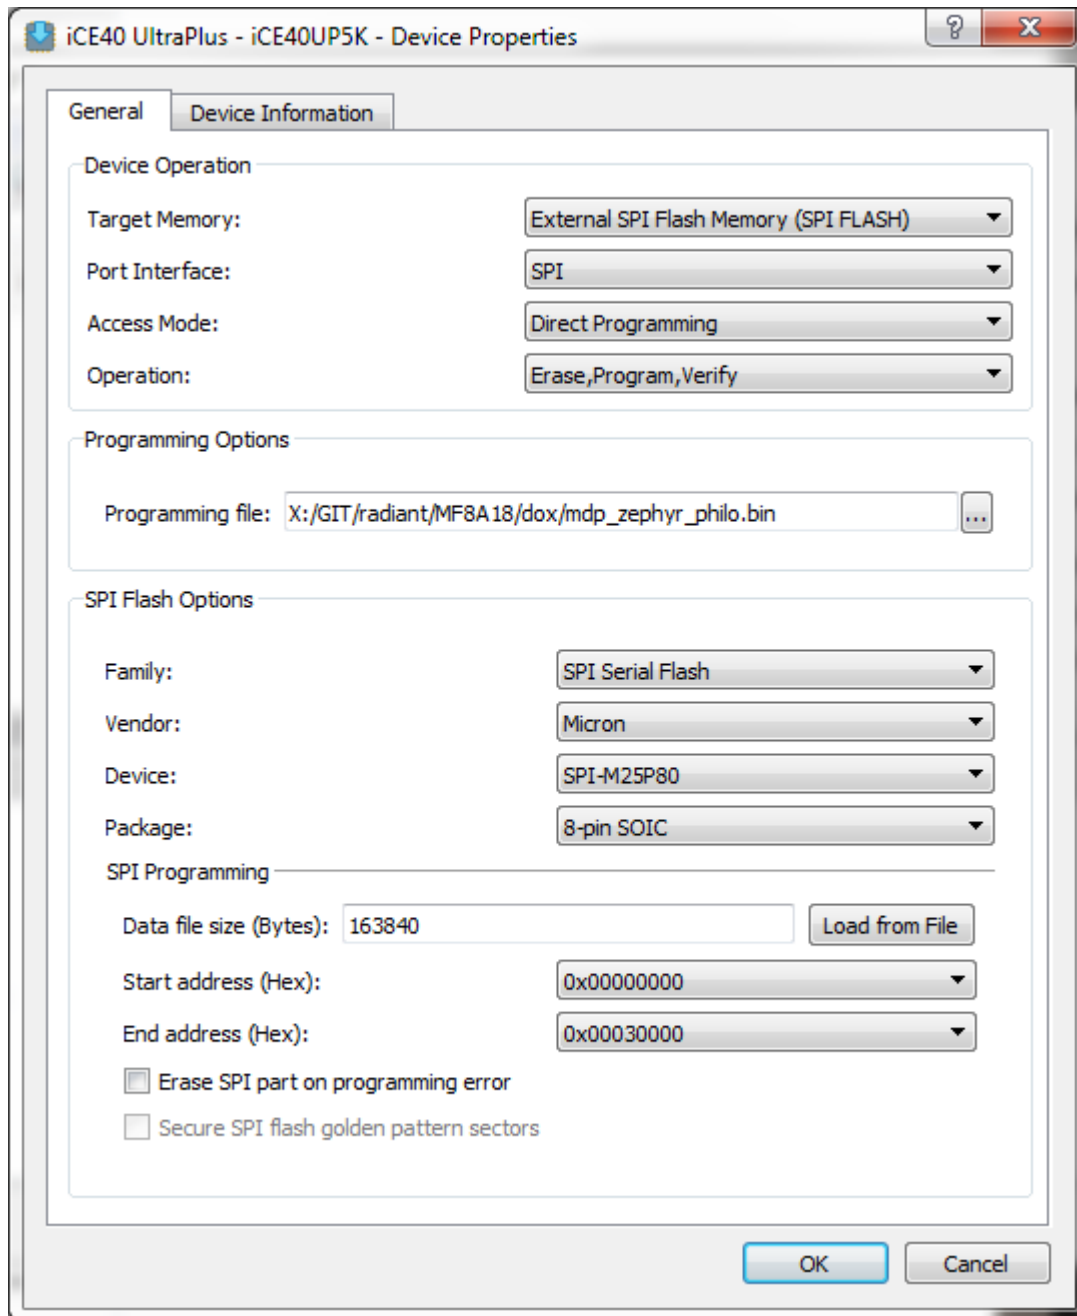 iCE40 UltraPlus - iCE40UP5K - Device Properties
General Device Information
Device Operation
Target Memory: External SPI Flash Memory (SPI FLASH)
Port Interface: SPI
Access Mode: Direct Programming
Operation: Erase,Program,Verify
Programming Options
Programming file: X:/GIT/radiant/MF8A18/dox/mdp_zephyr_philo.bin ...
SPI Flash Options
Family: SPI Serial Flash
Vendor: Micron
Device: SPI-M25P80
Package: 8-pin SOIC
SPI Programming
Data file size (Bytes): 163840 Load from File
Start address (Hex): 0x00000000
End address (Hex): 0x00030000
Erase SPI part on programming error
Secure SPI flash golden pattern sectors
OK Cancel